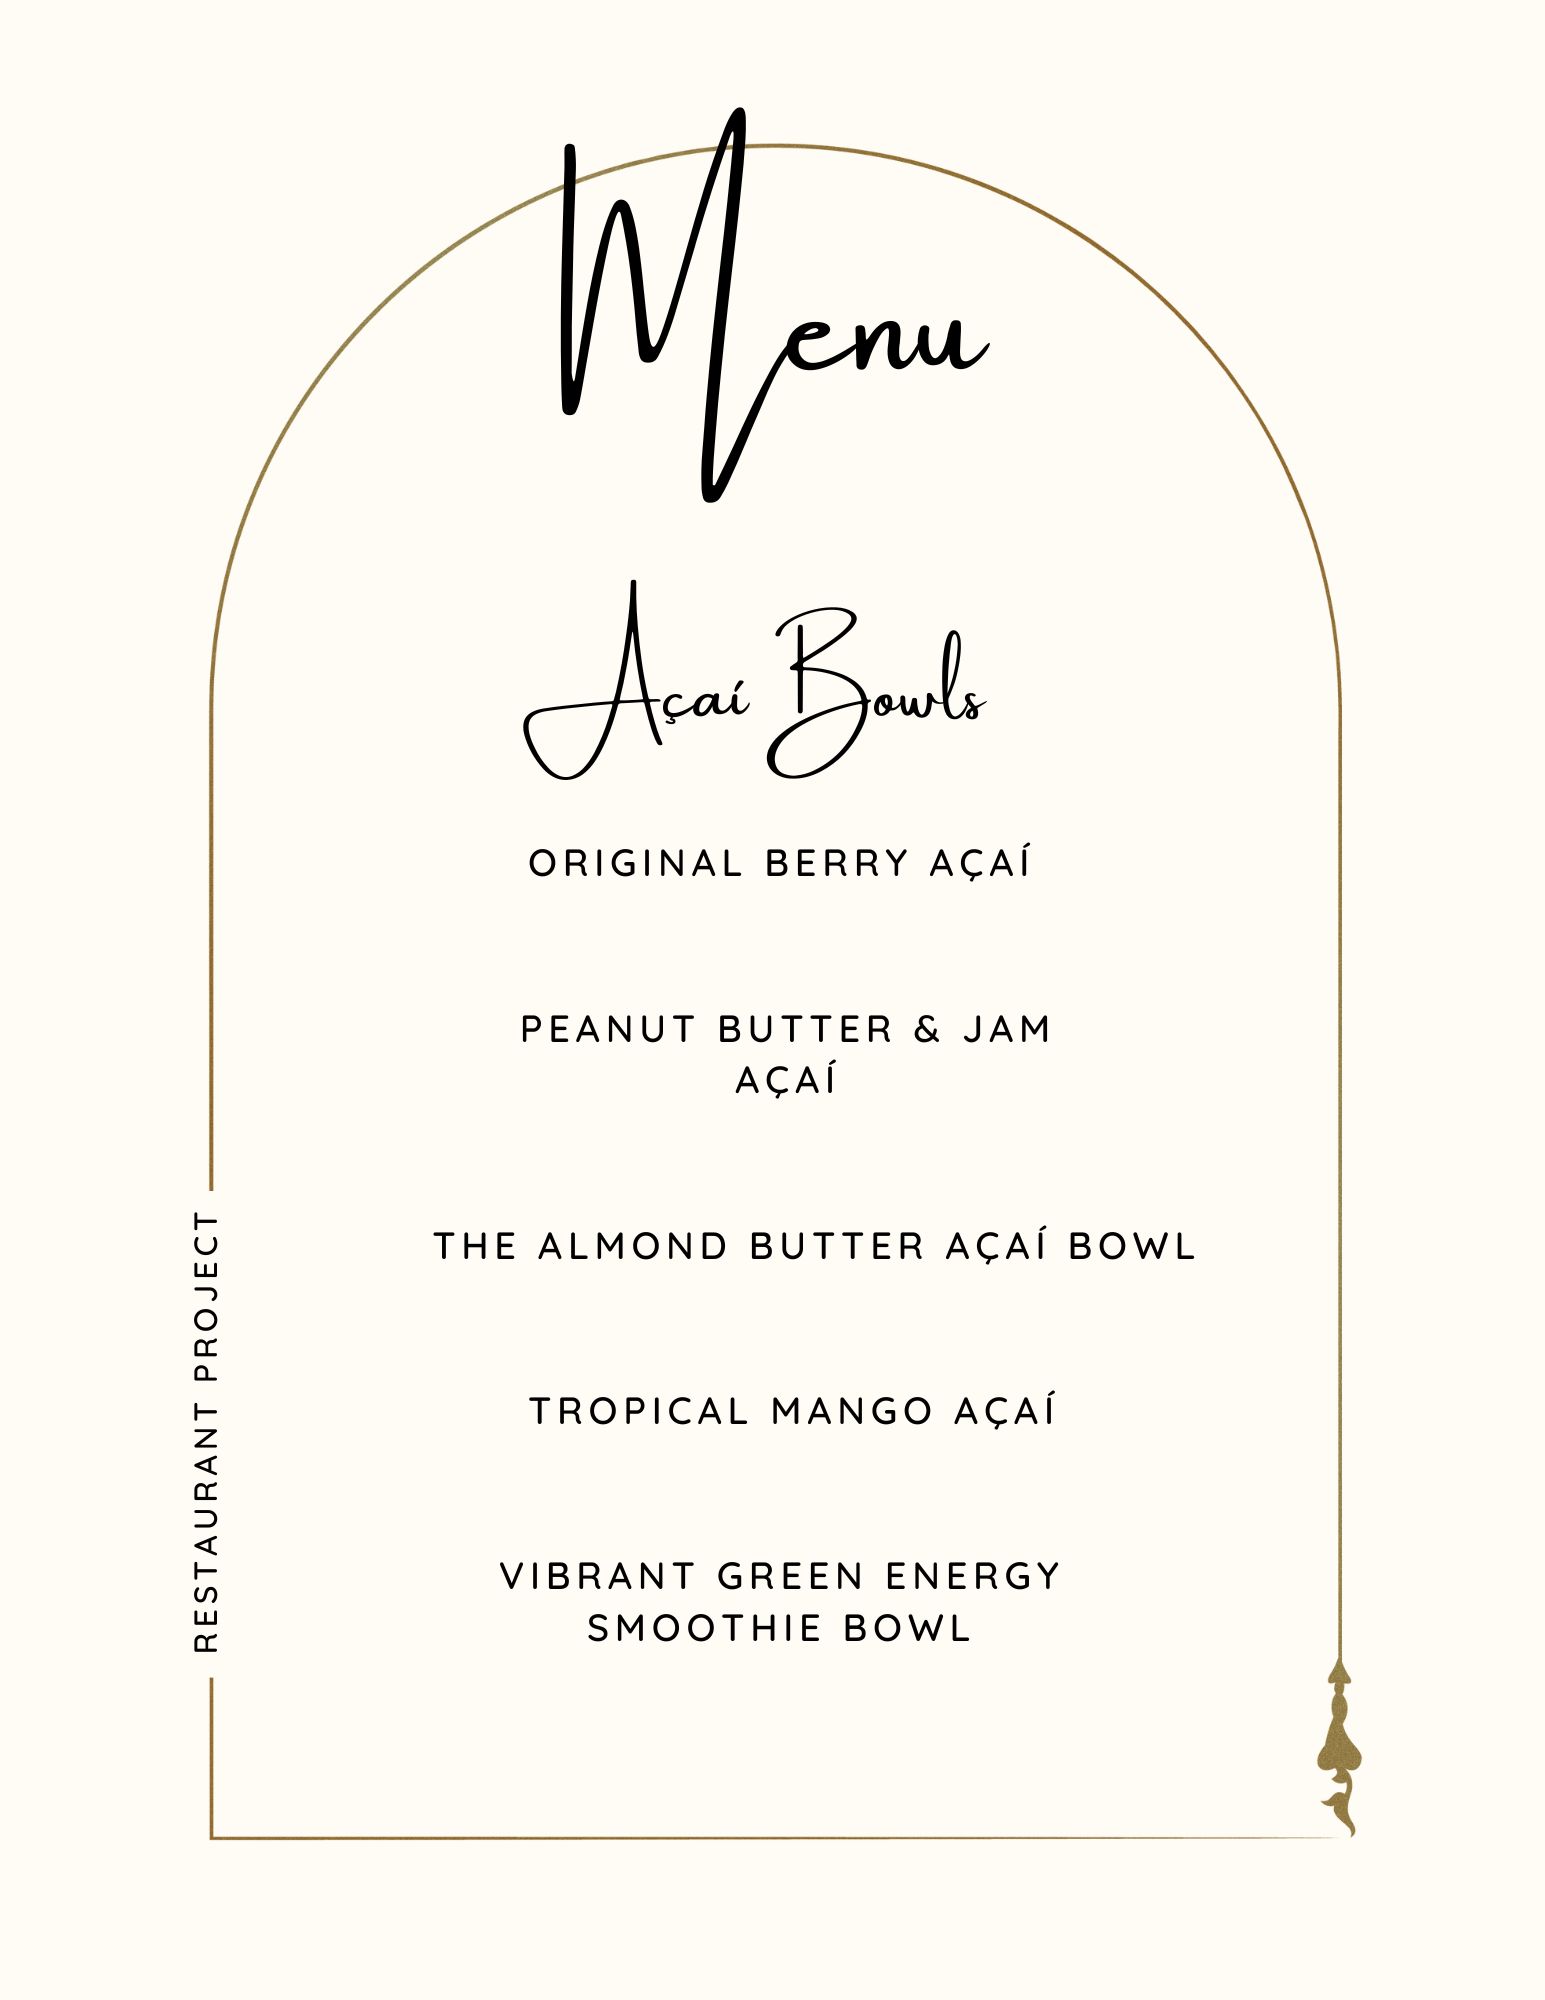 Menu
Açaí Bowls
ORIGINAL BERRY AÇAÍ
PEANUT BUTTER & JAM
AÇAÍ
THE ALMOND BUTTER AÇAÍ BOWL
TROPICAL MANGO AÇAÍ
VIBRANT GREEN ENERGY
SMOOTHIE BOWL
RESTAURANT PROJECT